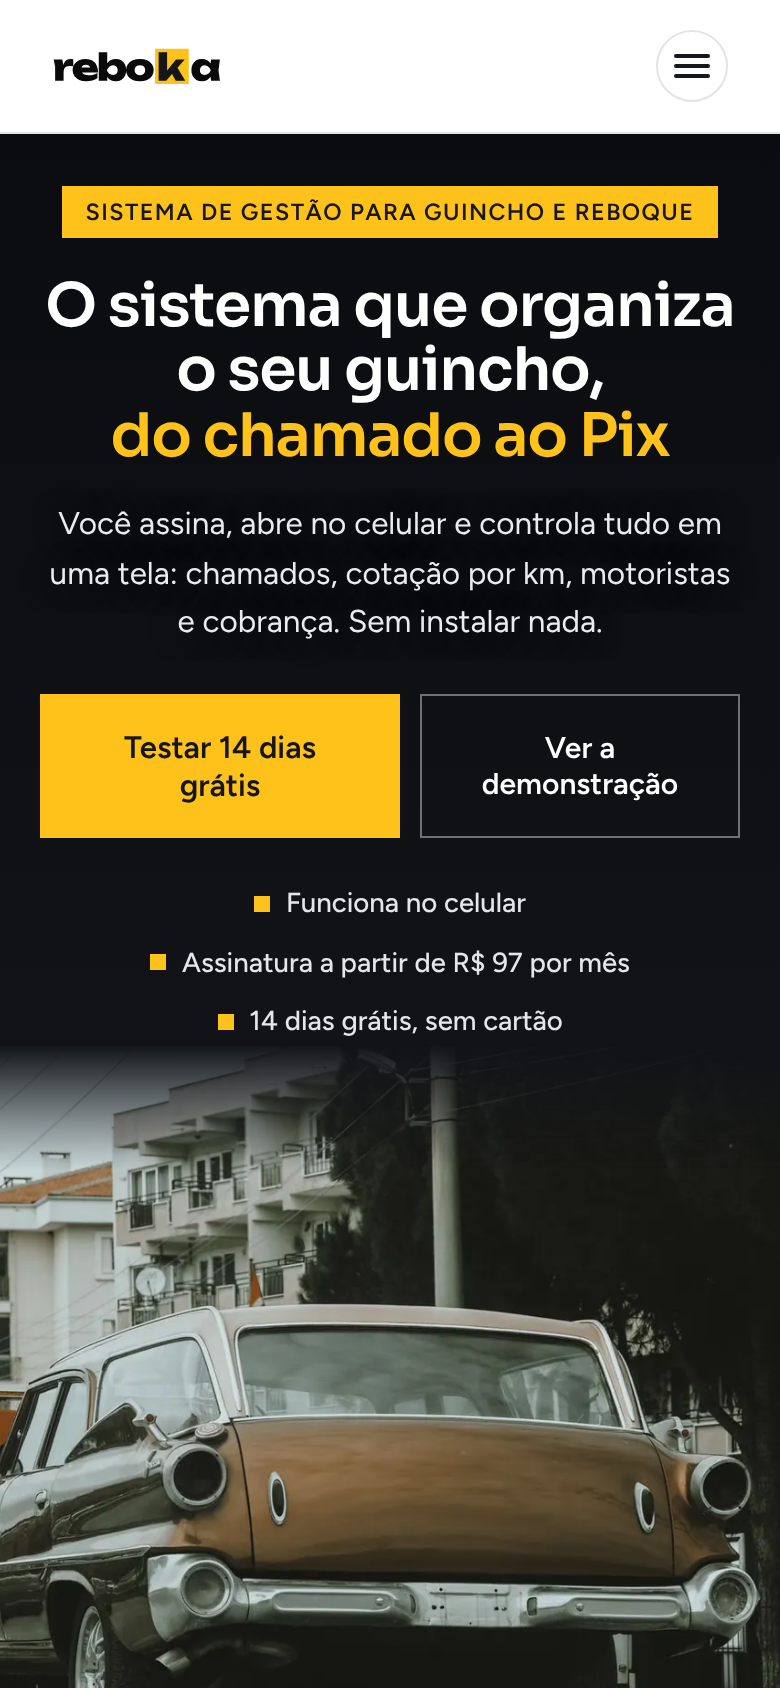 reboka
SISTEMA DE GESTÃO PARA GUINCHO E REBOQUE
O sistema que organiza
o seu guincho,
do chamado ao Pix
Você assina, abre no celular e controla tudo em
uma tela: chamados, cotação por km, motoristas
e cobrança. Sem instalar nada.
Testar 14 dias
grátis
Ver a
demonstração
Funciona no celular
Assinatura a partir de R$ 97 por mês
14 dias grátis, sem cartão